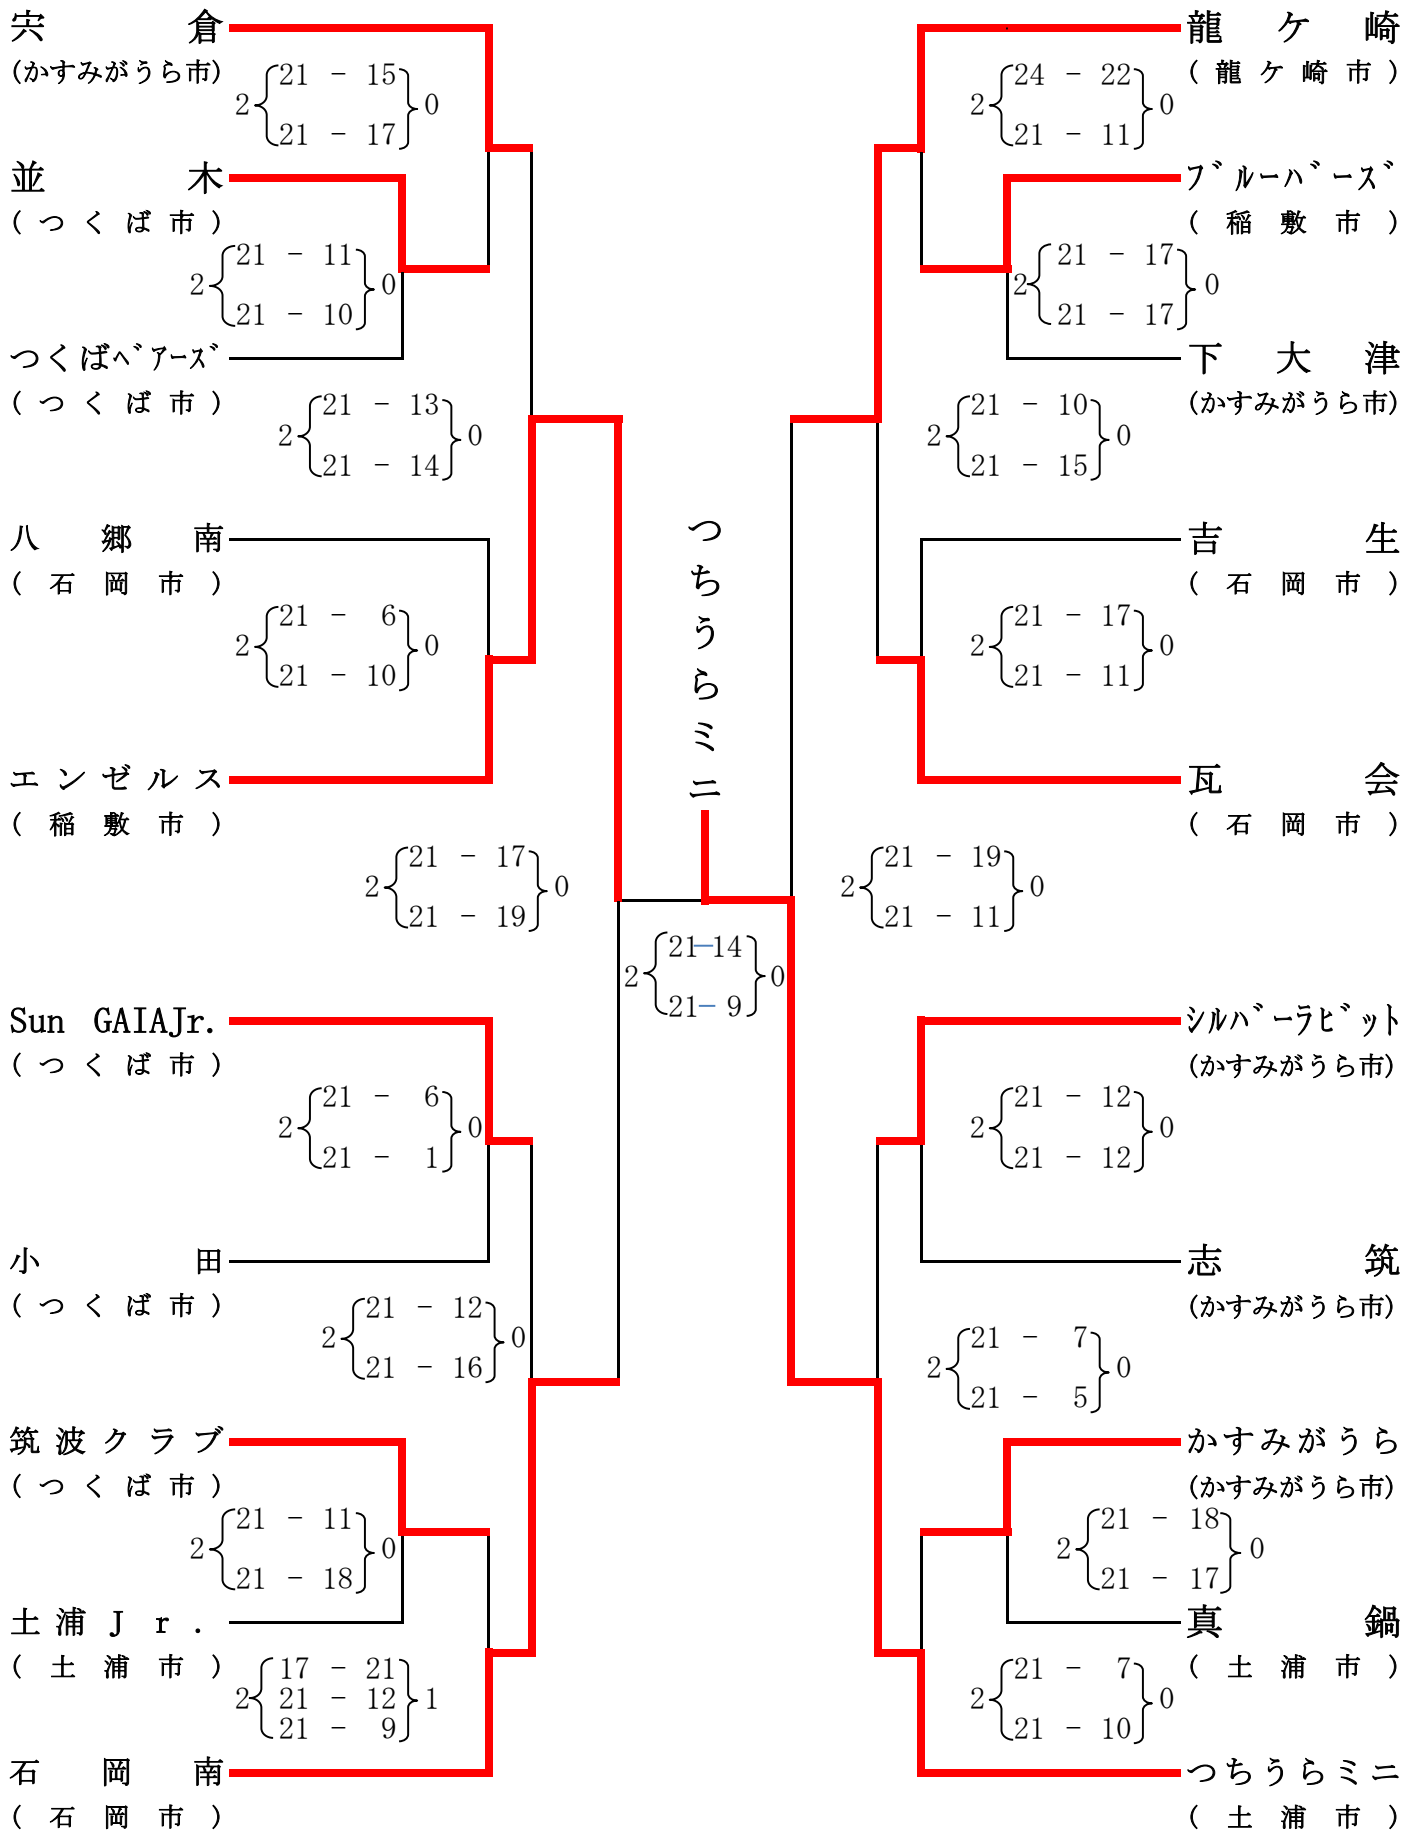 宍倉
(かすみがうら市)
2 21 - 15 0
21 - 17
並木
(つくば市)
2 21 - 11 0
21 - 10
つくばﾍﾞｱｰｽﾞ
(つくば市)
2 21 - 13 0
21 - 14
八郷南
(石岡市)
2 21 - 6 0
21 - 10
エンゼルス
(稲敷市)
2 21 - 17 0
21 - 19
Sun GAIAJr.
(つくば市)
2 21 - 6 0
21 - 1
小田
(つくば市)
2 21 - 12 0
21 - 16
筑波クラブ
(つくば市)
2 21 - 11 0
21 - 18
土浦Jr.
(土浦市)
17 - 21
2 21 - 12 1
21 - 9
石岡南
(石岡市)
つちうらミニ
2 21-14 0
21- 9
龍ケ崎
(龍ケ崎市)
2 24 - 22 0
21 - 11
ﾌﾞﾙｰﾊﾞｰｽﾞ
(稲敷市)
2 21 - 17 0
21 - 17
下大津
(かすみがうら市)
2 21 - 10 0
21 - 15
吉生
(石岡市)
2 21 - 17 0
21 - 11
瓦会
(石岡市)
2 21 - 19 0
21 - 11
ｼﾙﾊﾞｰﾗﾋﾞｯﾄ
(かすみがうら市)
2 21 - 12 0
21 - 12
志筑
(かすみがうら市)
2 21 - 7 0
21 - 5
かすみがうら
(かすみがうら市)
2 21 - 18 0
21 - 17
真鍋
(土浦市)
2 21 - 7 0
21 - 10
つちうらミニ
(土浦市)